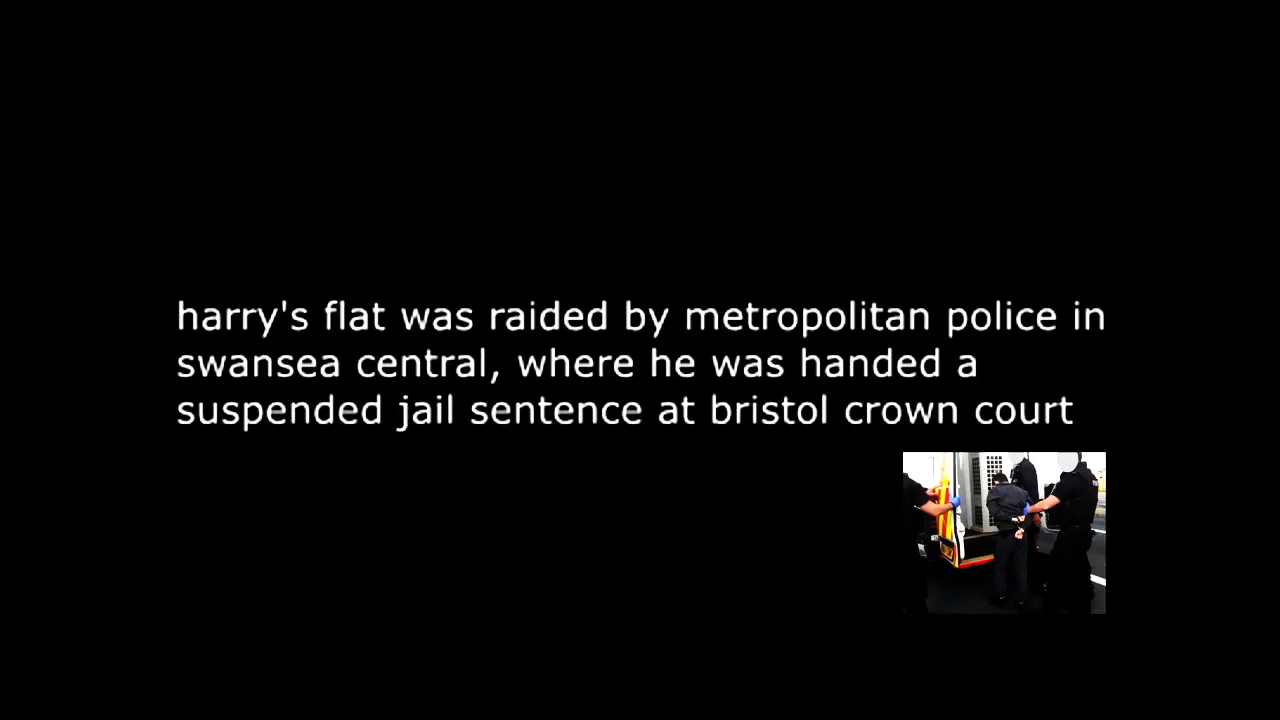 harry's flat was raided by metropolitan police in
swansea central, where he was handed a
suspended jail sentence at bristol crown court